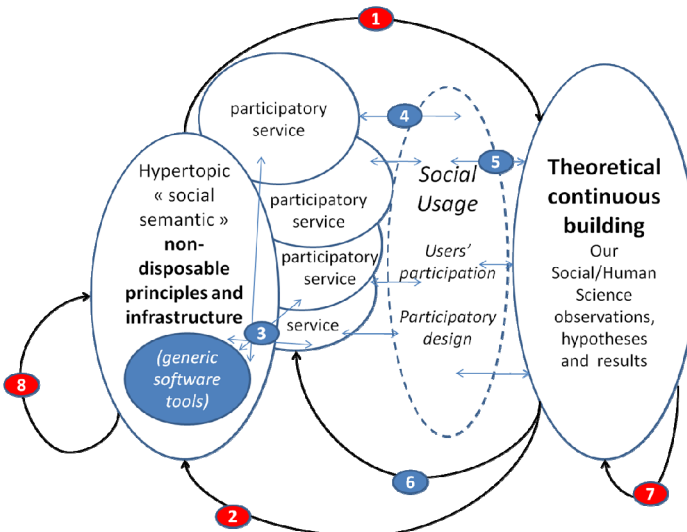 1
participatory
service
4
5
Hypertopic
« social
semantic »
non-
disposable
principles and
infrastructure
participatory
service
participatory
service
service
3
(generic
software
tools)
Social
Usage
Users'
participation
Participatory
design
Theoretical
continuous
building
Our
Social/Human
Science
observations,
hypotheses
and results
8
6
2
7